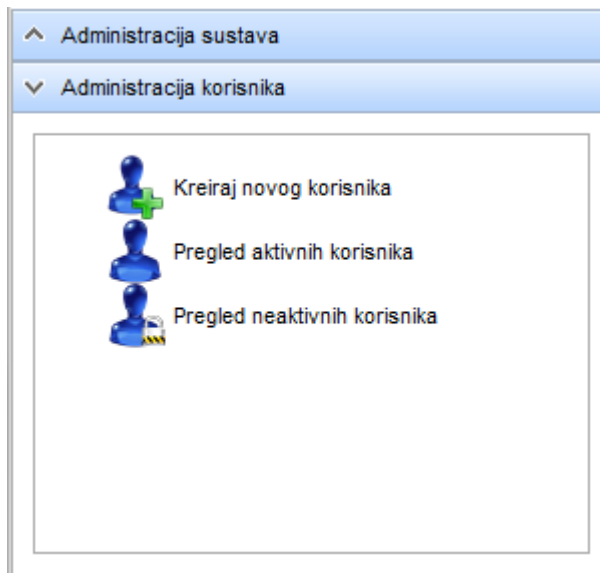 Administracija sustava
Administracija korisnika
Kreiraj novog korisnika
Pregled aktivnih korisnika
Pregled neaktivnih korisnika